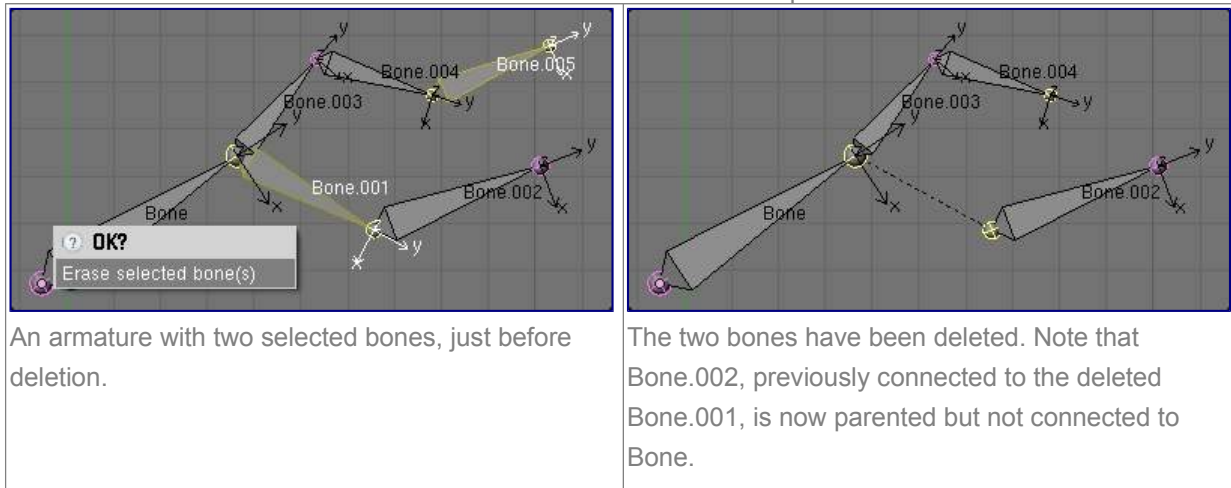 y
y
Bone.004
Bone.005
x
x
Bone.003
y
y
x
y
Bone.001
x
Bone.002
x
Bone
y
x
OK?
Erase selected bone(s)
An armature with two selected bones, just before
deletion.
y
Bone.004
x
Bone.003
y
y
x
y
x
Bone.002
x
Bone
The two bones have been deleted. Note that
Bone.002, previously connected to the deleted
Bone.001, is now parented but not connected to
Bone.